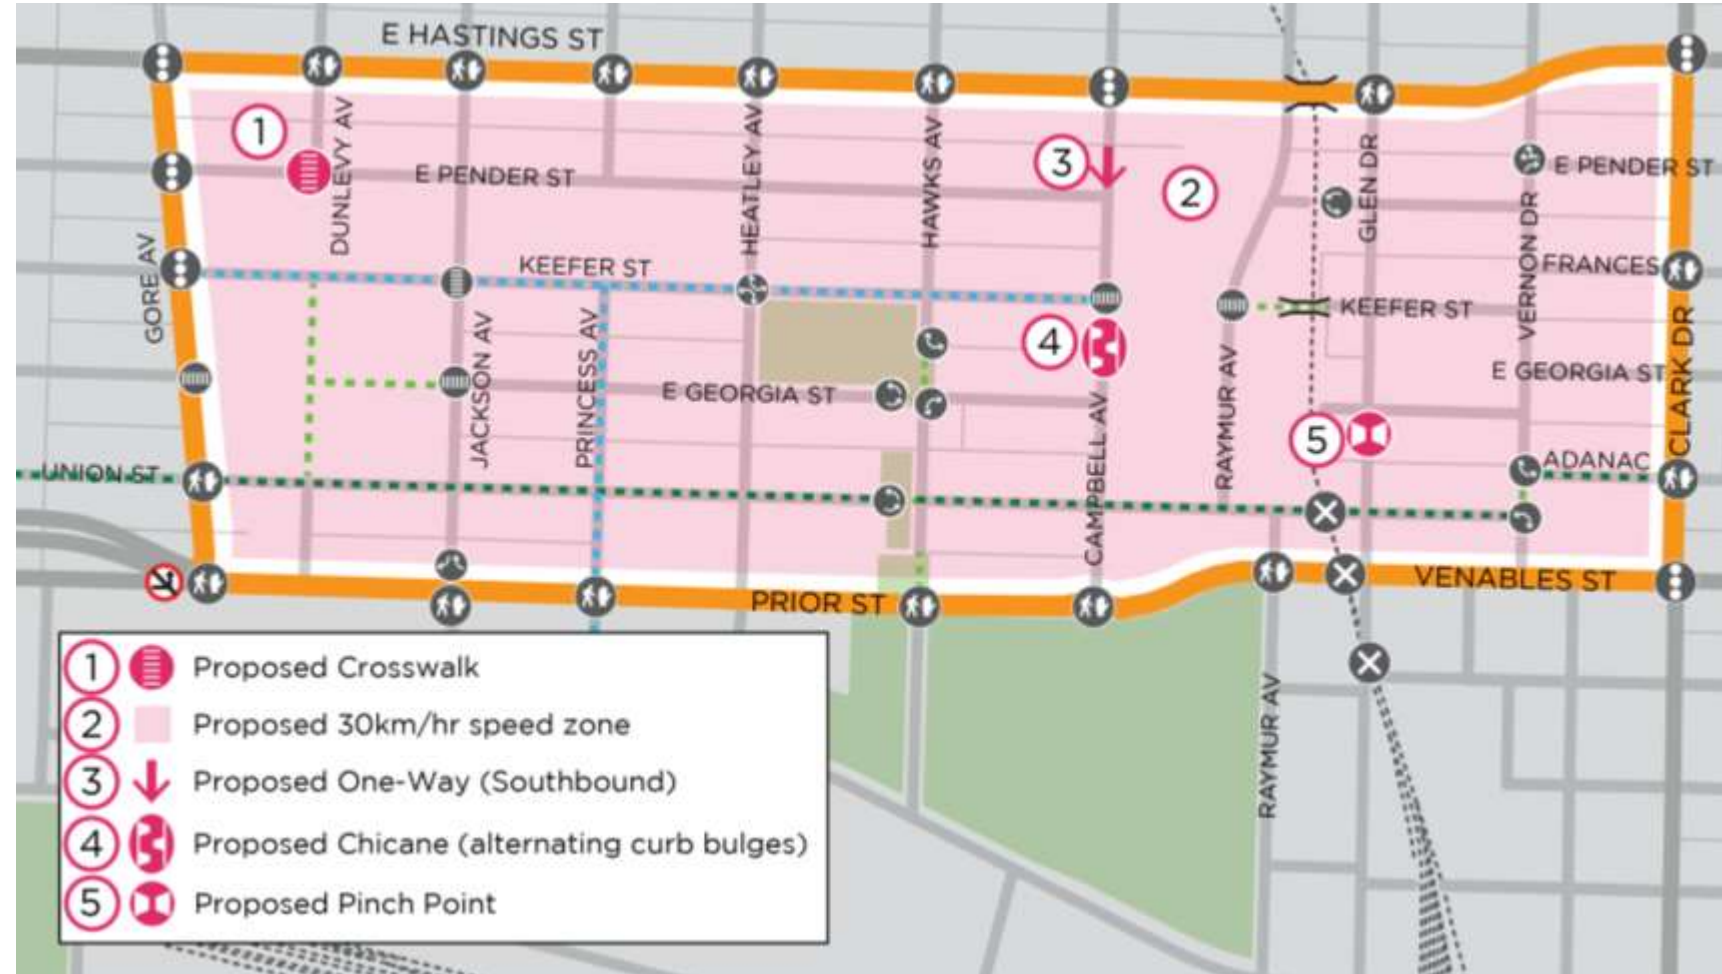 E HASTINGS ST
1
DUNLEVY AV
E PENDER ST
HEATLEY AV
HAWKS AV
3
2
GLEN DR
E PENDER ST
VERNON DR
GORE AV
KEEFER ST
FRANCES
KEEFER ST
JACKSON AV
PRINCESS AV
4
E GEORGIA ST
RAYMUR AV
E GEORGIA ST
CLARK DR
CAMPBELL AV
5
UNION ST
ADANAC
PRIOR ST
VENABLES ST
RAYMUR AV
1 Proposed Crosswalk
2 Proposed 30km/hr speed zone
3 Proposed One-Way (Southbound)
4 Proposed Chicane (alternating curb bulges)
5 Proposed Pinch Point